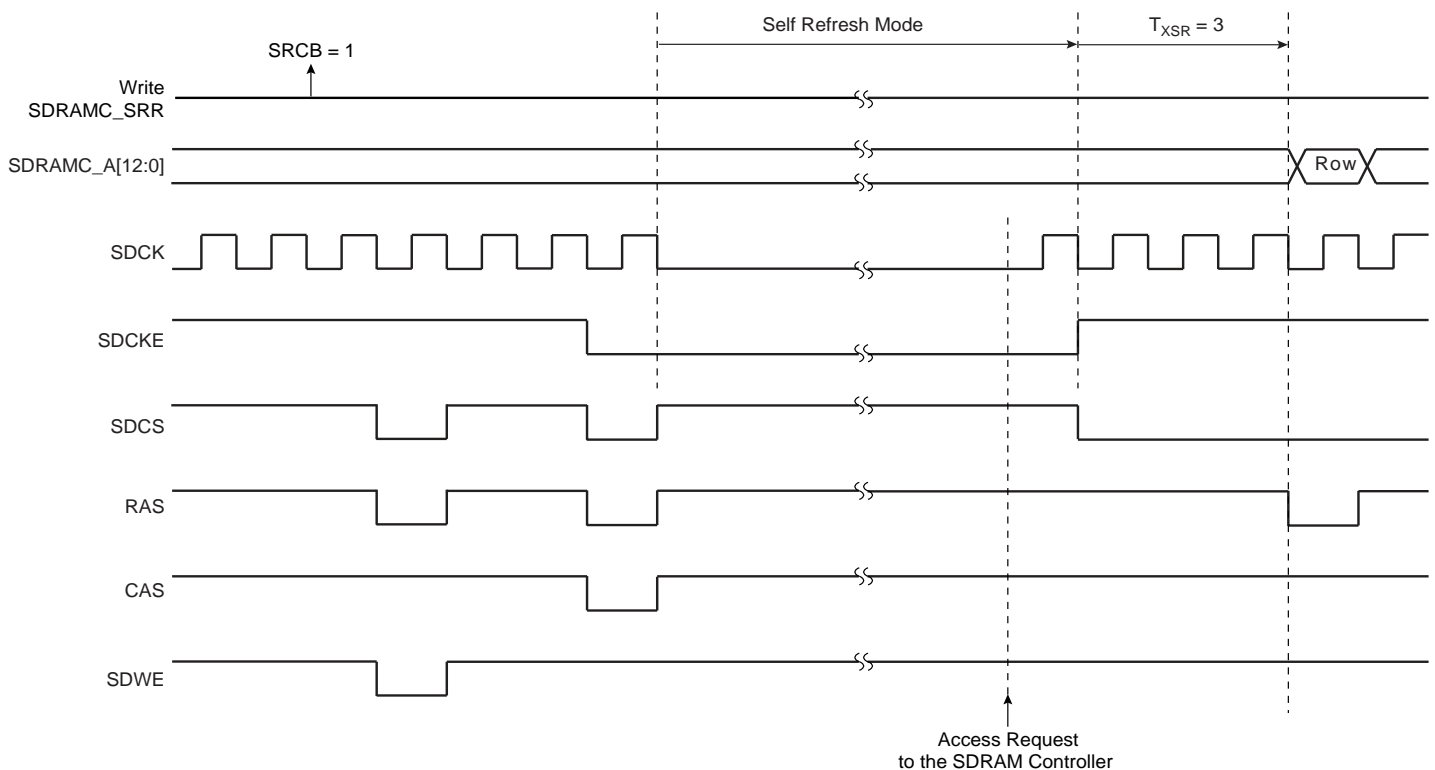 Self Refresh Mode
TXSR = 3
SRCB = 1
Write
SDRAMC_SRR
SDRAMC_A[12:0]
Row
SDCK
SDCKE
SDCS
RAS
CAS
SDWE
Access Request
to the SDRAM Controller